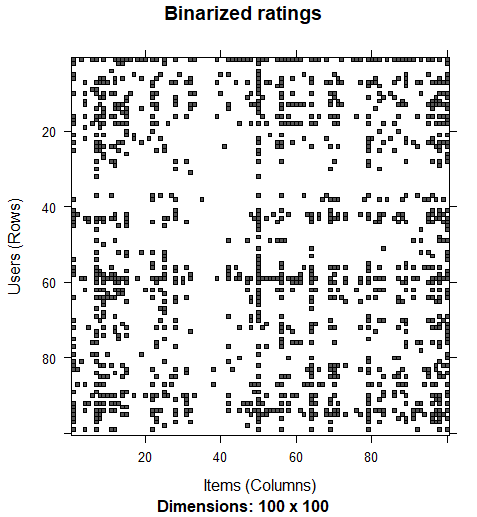 Binarized ratings
20
40
60
80
Users (Rows)
20 40 60 80
Items (Columns)
Dimensions: 100 x 100